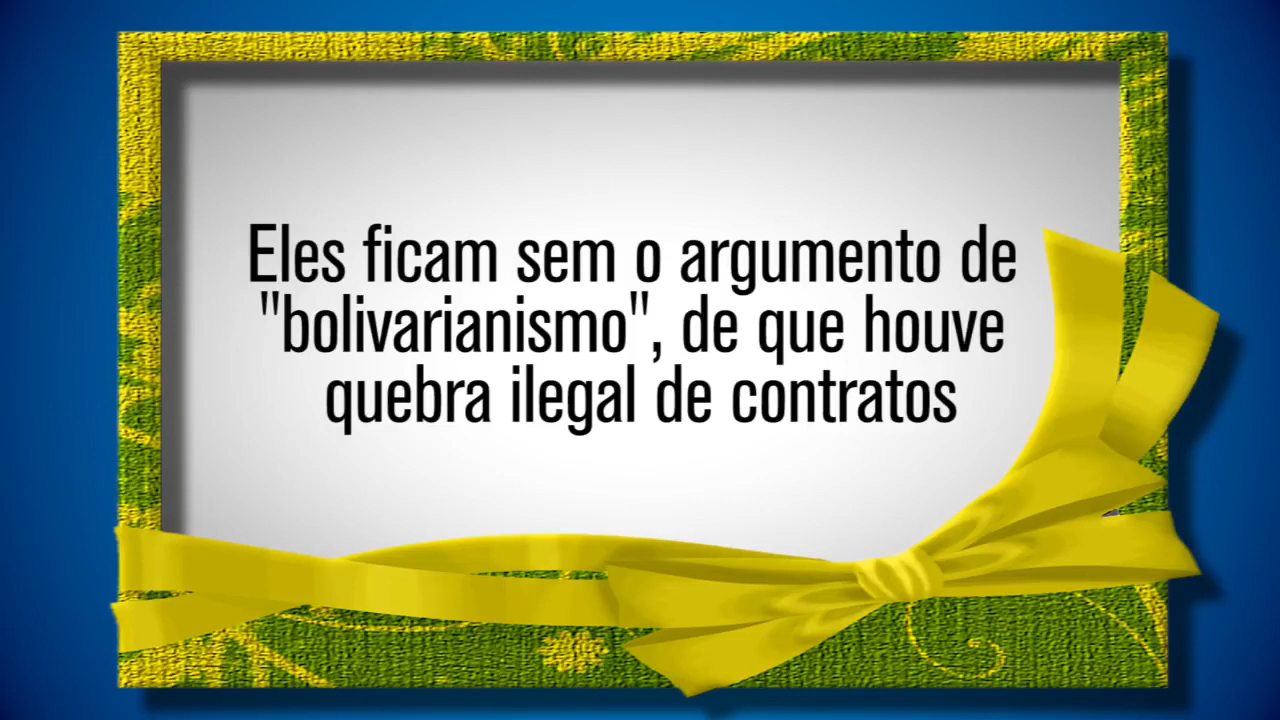 Eles ficam sem o argumento de
"bolivarianismo", de que houve
quebra ilegal de contratos